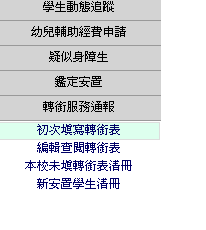 學生動態追蹤
幼兒輔助經費申請
疑似身障生
鑑定安置
轉銜服務通報
初次填寫轉銜表
編輯查閱轉銜表
本校未填轉銜表清冊
新安置學生清冊